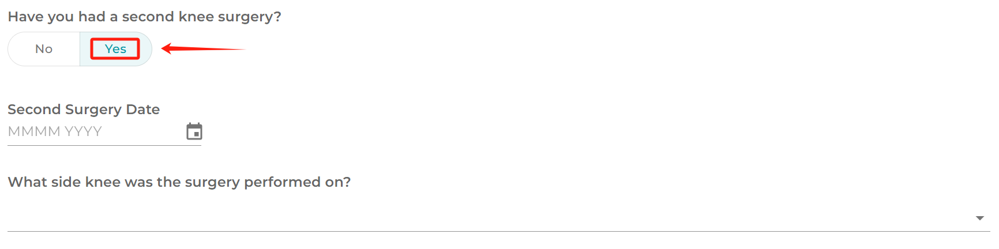 Have you had a second knee surgery?
No Yes
Second Surgery Date
MMMM YYYY
What side knee was the surgery performed on?